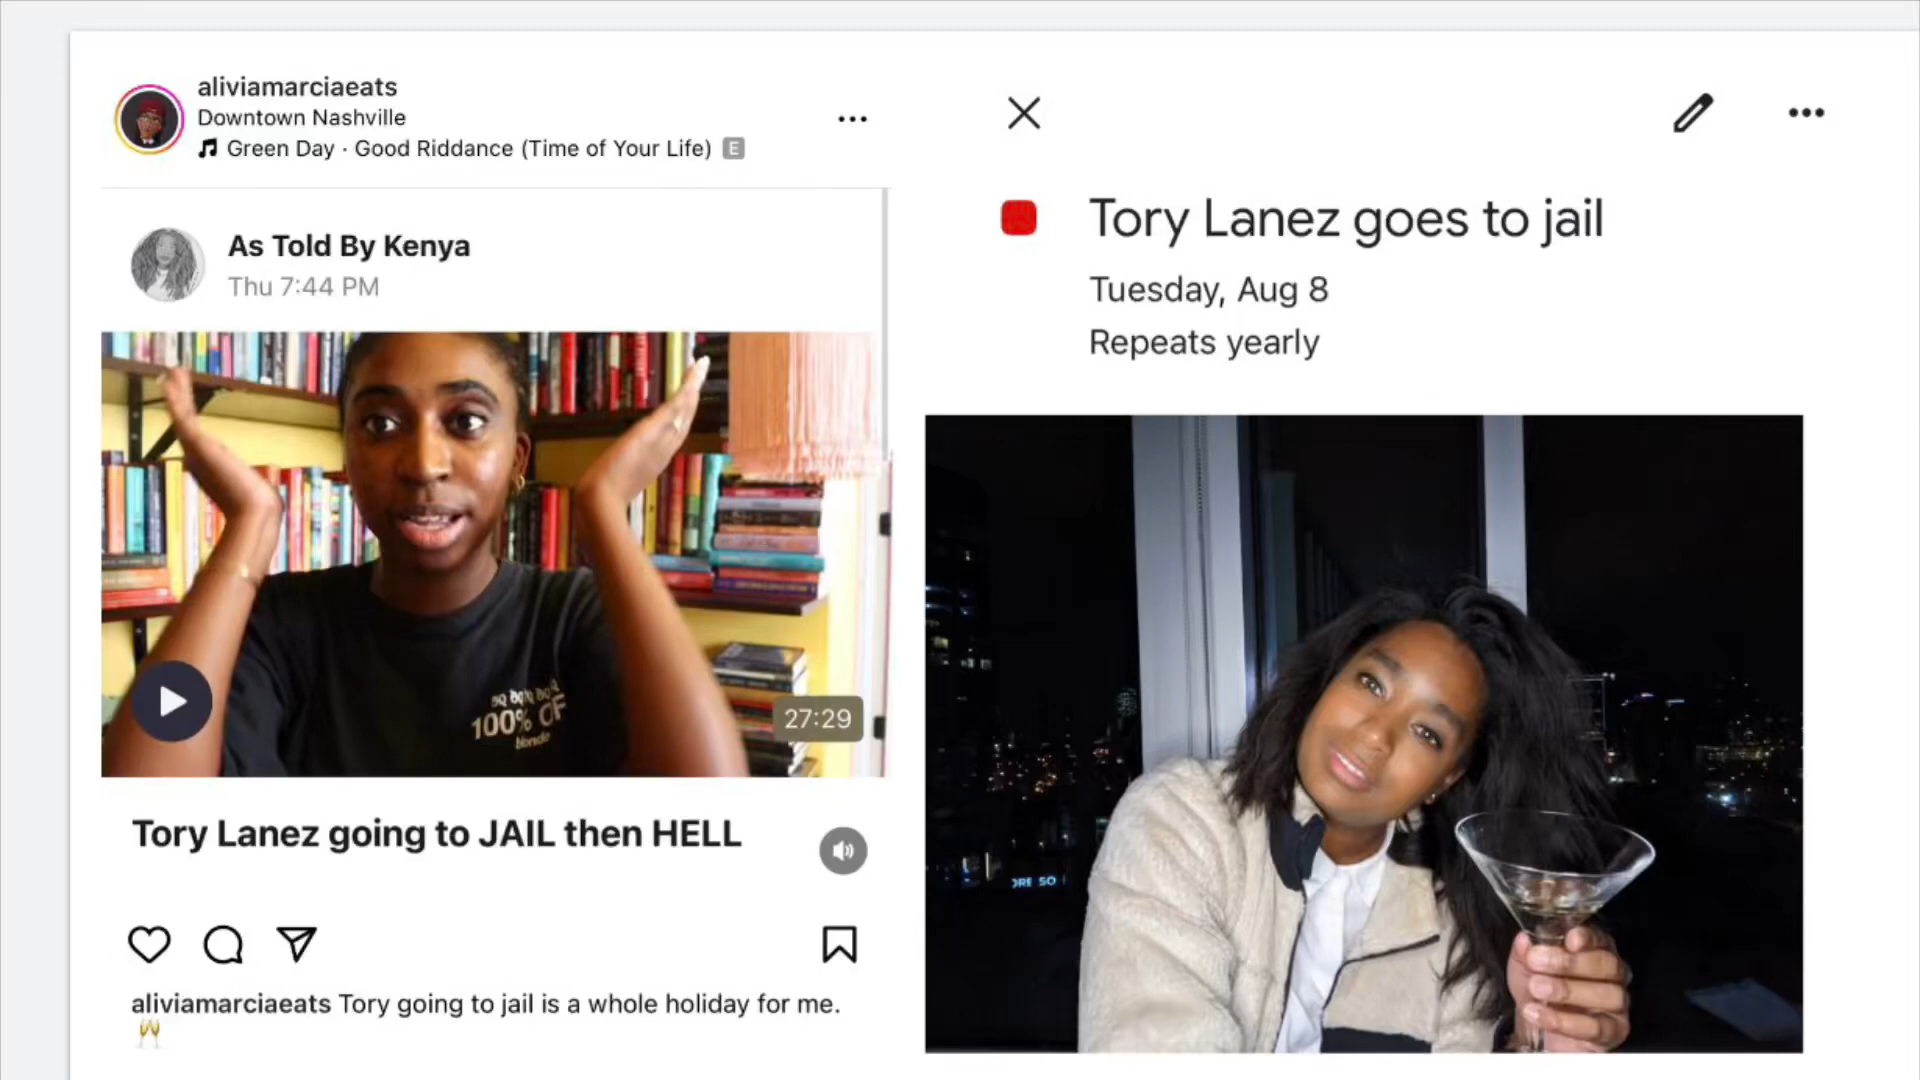 aliviamarciaeats
Downtown Nashville
Green Day · Good Riddance (Time of Your Life) E
As Told By Kenya
Thu 7:44 PM
100% OF
blonde
27:29
Tory Lanez going to JAIL then HELL
aliviamarciaeats Tory going to jail is a whole holiday for me.
🥂
Tory Lanez goes to jail
Tuesday, Aug 8
Repeats yearly